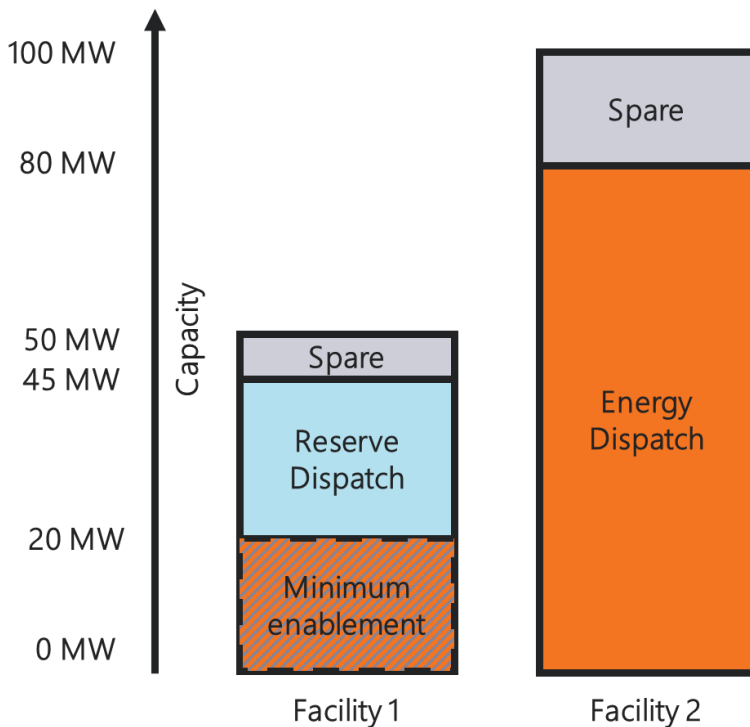 100 MW
80 MW
50 MW
45 MW
20 MW
0 MW
Capacity
Spare
Reserve
Dispatch
Minimum
enablement
Facility 1
Spare
Energy
Dispatch
Facility 2